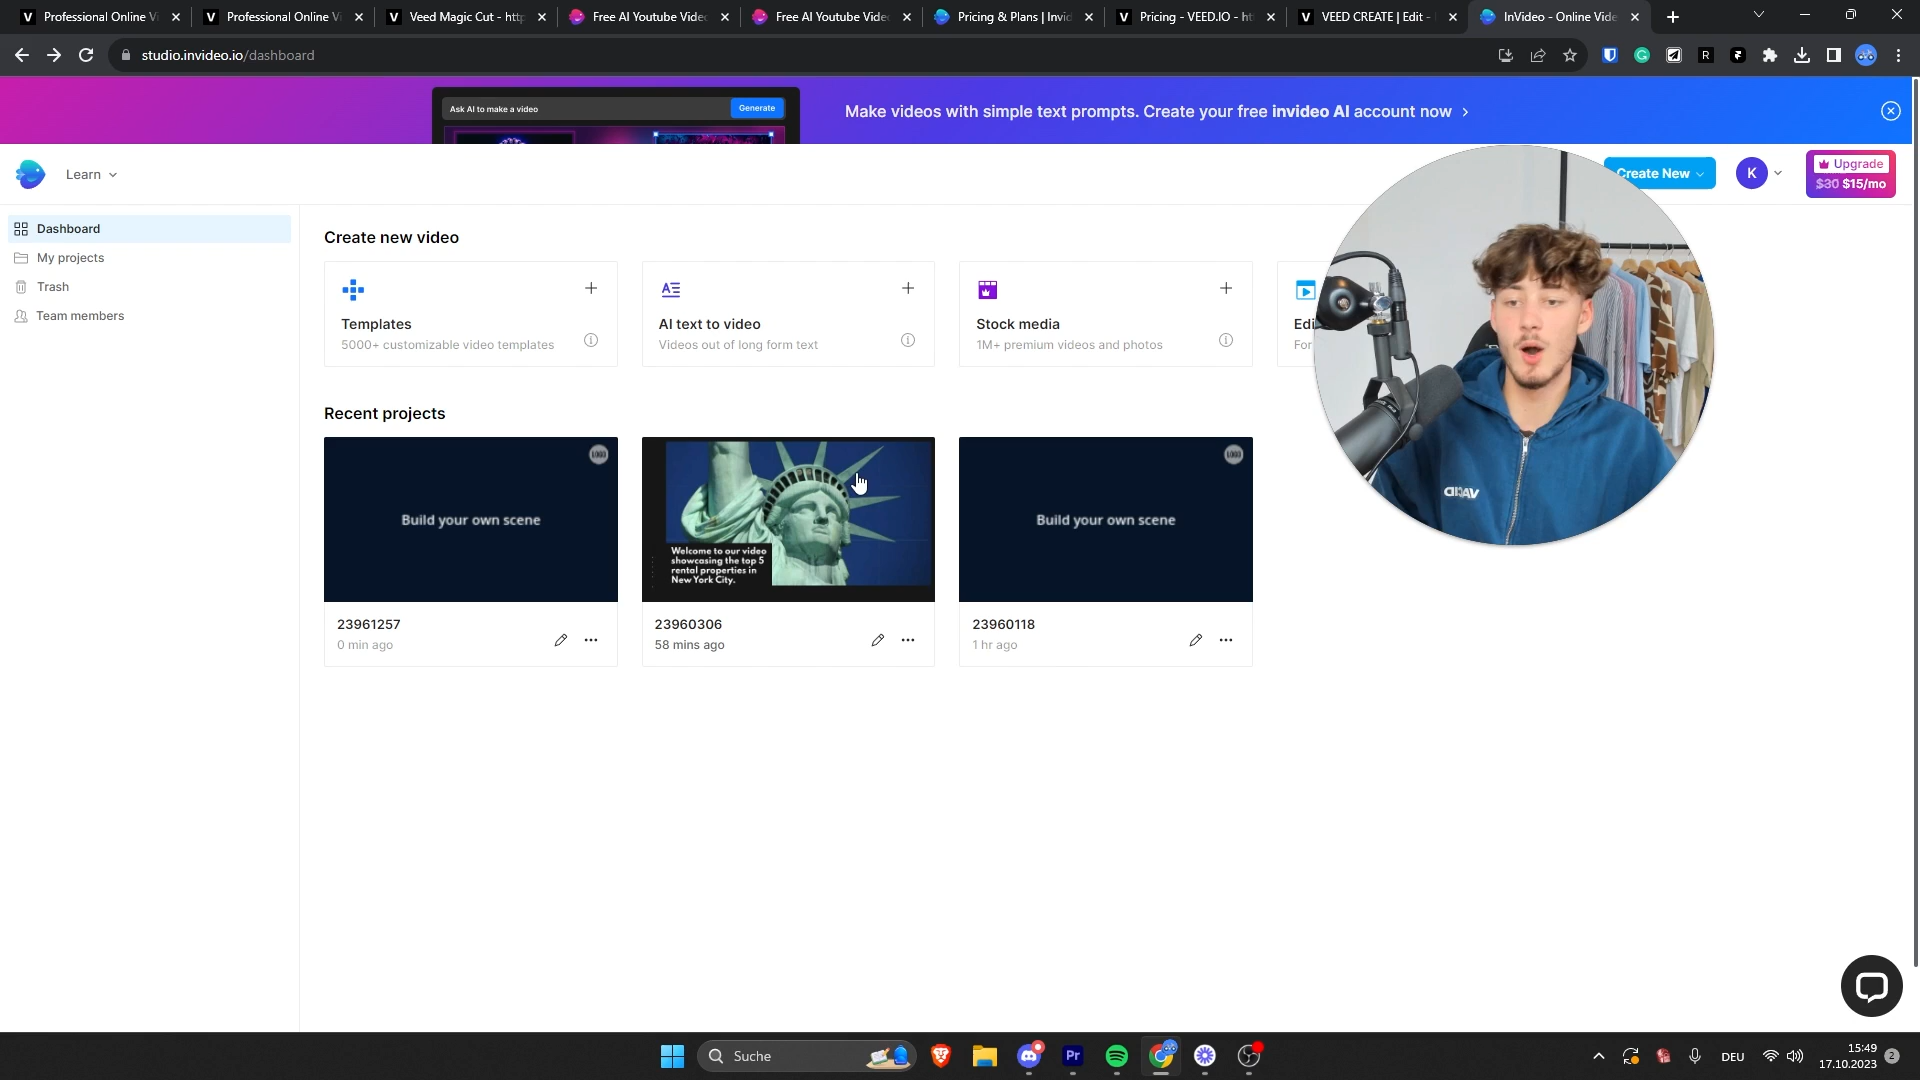 Professional Online Vi
Professional Online Vi
Veed Magic Cut - http
Free AI Youtube Vide
Free AI Youtube Vide
Pricing & Plans | Invid
Pricing - VEED.IO - ht
VEED CREATE | Edit -
InVideo - Online Vide
studio.invideo.io/dashboard
Ask AI to make a video
Generate
Make videos with simple text prompts. Create your free invideo AI account now >
Learn
Create New
K
Upgrade
$30 $15/mo
Dashboard
My projects
Trash
Team members
Create new video
Templates
5000+ customizable video templates
AI text to video
Videos out of long form text
Stock media
1M+ premium videos and photos
Edi
For
Recent projects
LOGO
Build your own scene
Welcome to our video
showcasing the top 5
rental properties in
New York City.
LOGO
Build your own scene
23961257
0 min ago
23960306
58 mins ago
23960118
1 hr ago
Suche
Pr
DEU
15:49
17.10.2023
2